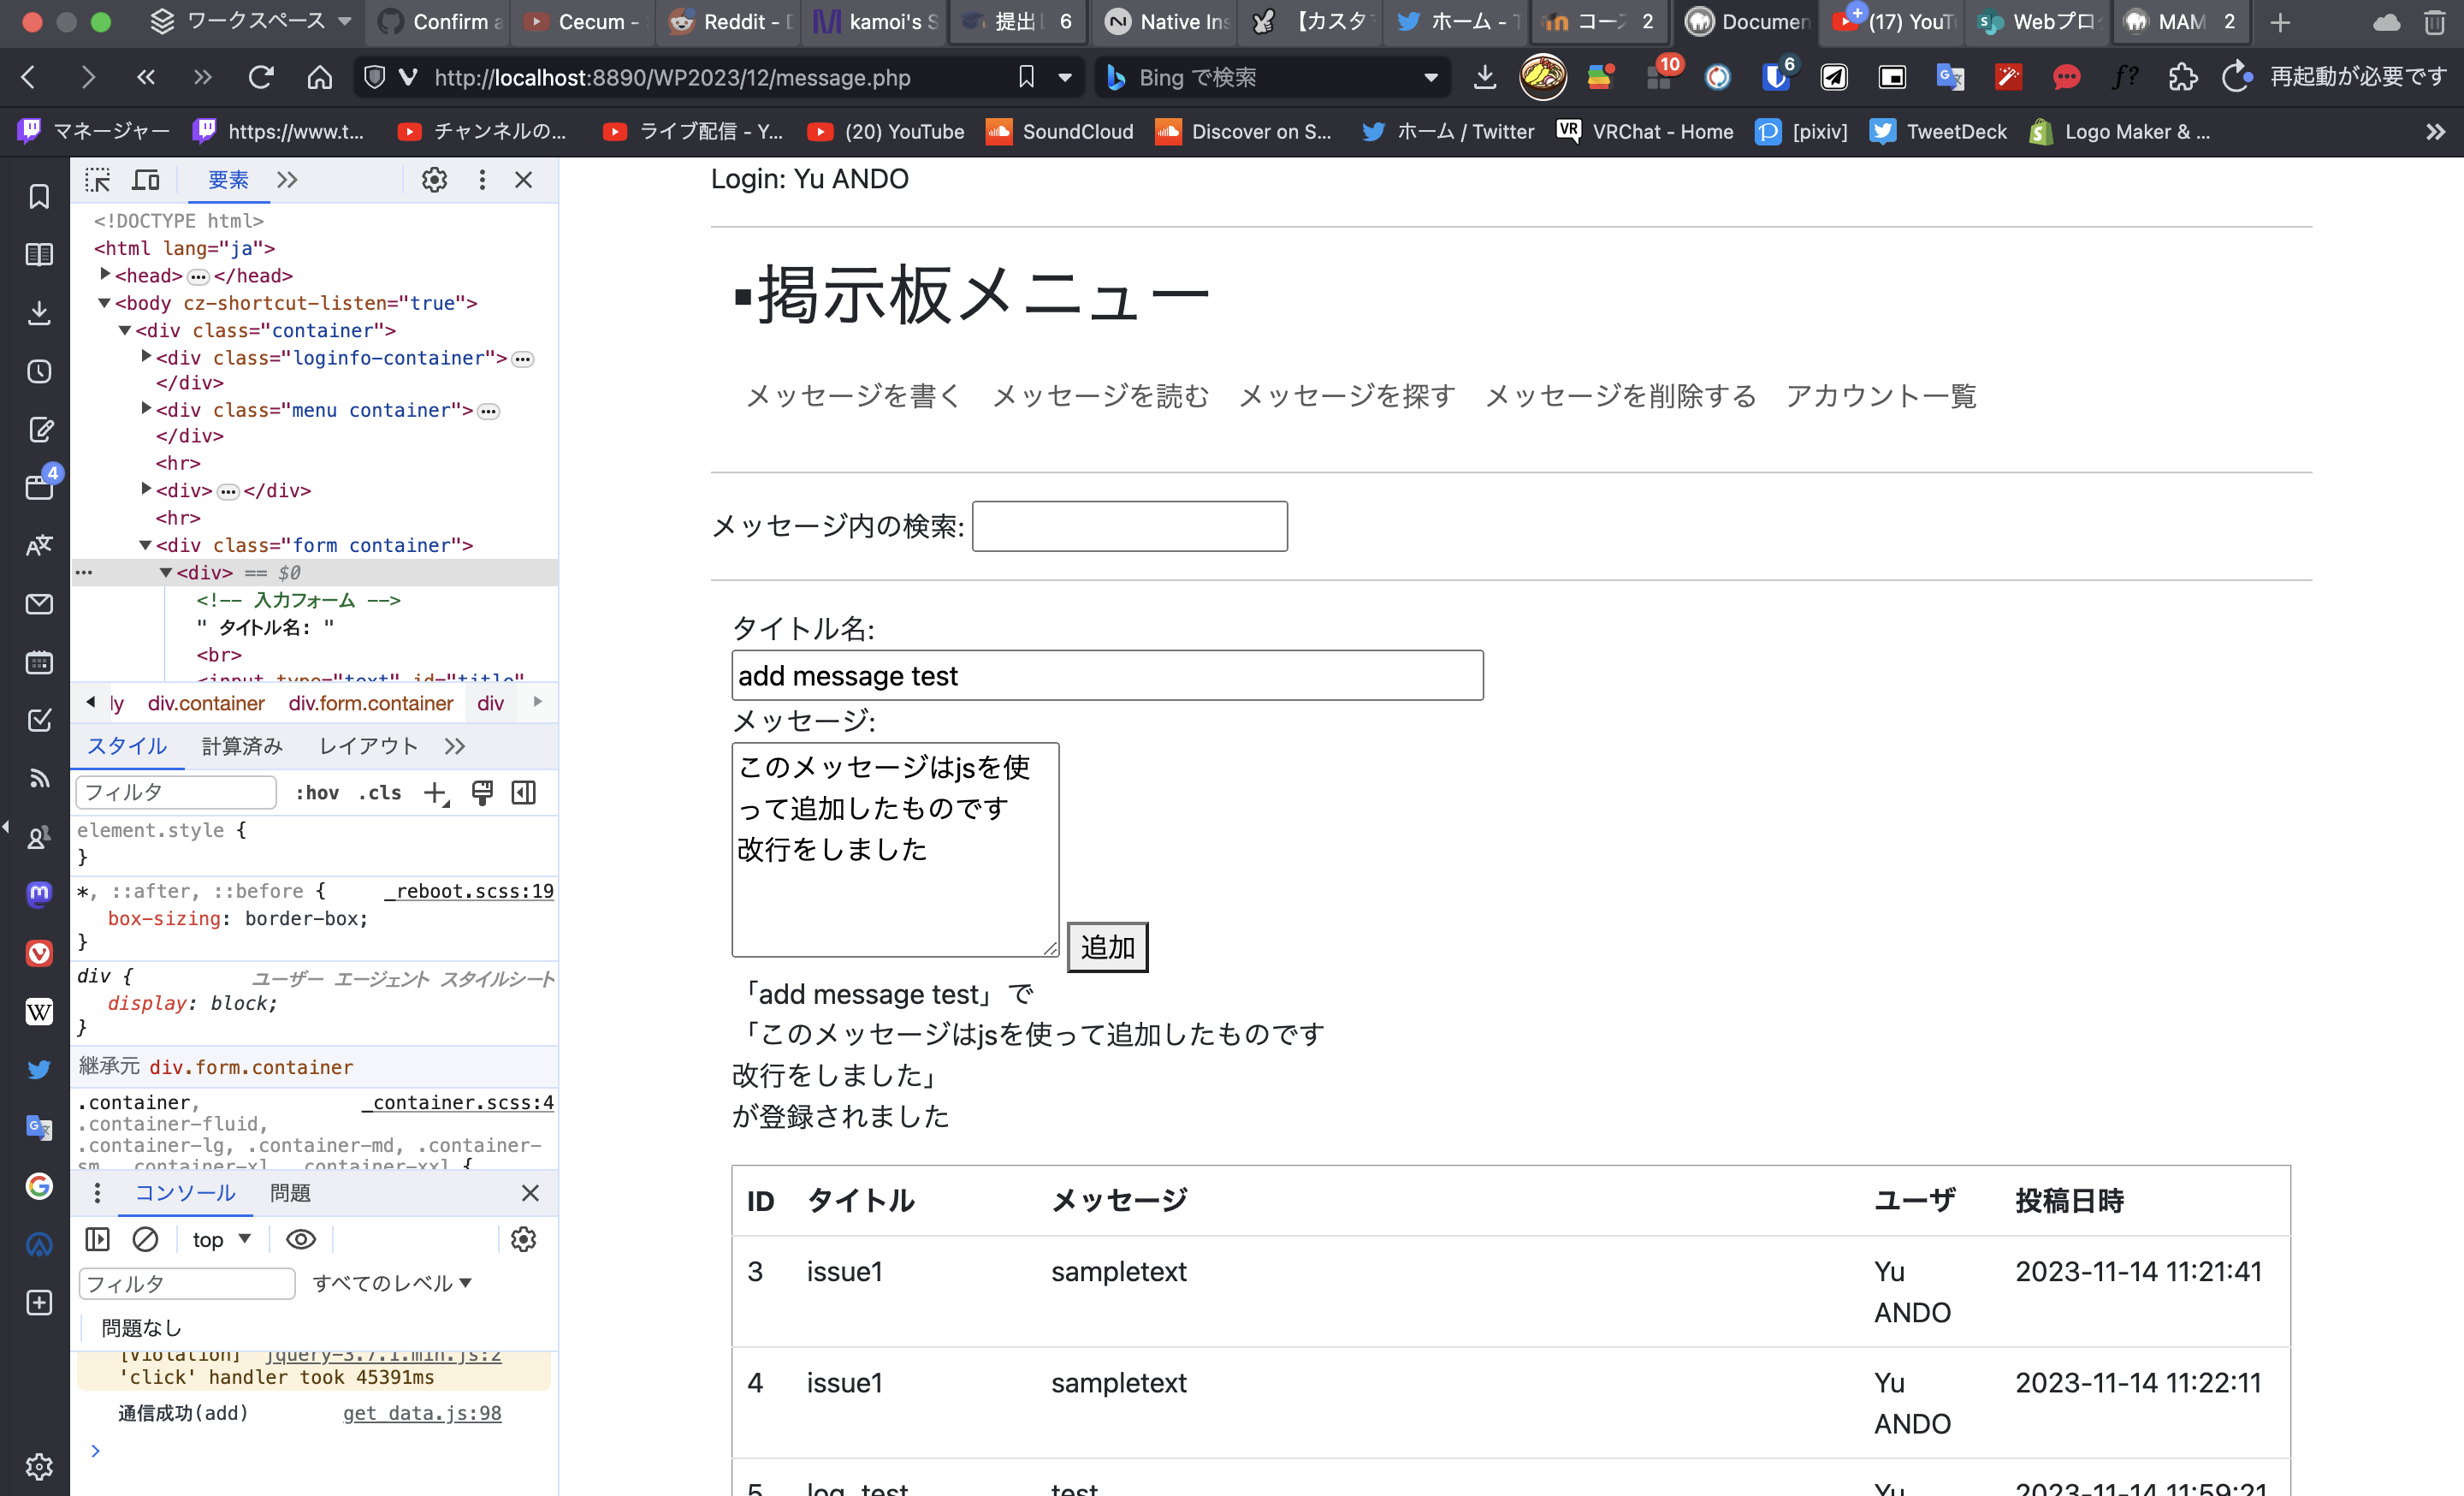 ワークスペース
Confirm a
Cecum -
Reddit - D
kamoi's S
提出 6
Native Ins
【カスタ
ホーム - T
コース 2
Documen
(17) YouTu
Webプロ
MAM 2
http://localhost:8890/WP2023/12/message.php
Bing で検索
10
6
再起動が必要です
マネージャー
https://www.t...
チャンネルの...
ライブ配信 - Y...
(20) YouTube
SoundCloud
Discover on S...
ホーム / Twitter
VRChat - Home
[pixiv]
TweetDeck
Logo Maker & ...
4
要素
<!DOCTYPE html>
<html lang="ja">
<head> ••• </head>
<body cz-shortcut-listen="true">
<div class="container">
<div class="loginfo-container"> •••
</div>
<div class="menu container"> •••
</div>
<hr>
<div> ••• </div>
<hr>
<div class="form container">
<div> == $0
<!-- 入力フォーム -->
" タイトル名: "
<br>
<input type="text" id="title"
ly div.container div.form.container div
スタイル 計算済み レイアウト
フィルタ :hov .cls
element.style {
}
*, ::after, ::before { _reboot.scss:19
box-sizing: border-box;
}
div { ユーザー エージェント スタイルシート
display: block;
}
継承元 div.form.container
.container, _container.scss:4
.container-fluid,
.container-lg, .container-md, .container-
sm, .container-xl, .container-xxl {
コンソール 問題
top
フィルタ すべてのレベル
問題なし
[Violation] jquery-3.7.1.min.js:2
'click' handler took 45391ms
通信成功(add) get_data.js:98
Login: Yu ANDO
▪掲示板メニュー
メッセージを書く メッセージを読む メッセージを探す メッセージを削除する アカウント一覧
メッセージ内の検索:
タイトル名:
add message test
メッセージ:
このメッセージはjsを使
って追加したものです
改行をしました
追加
「add message test」で
「このメッセージはjsを使って追加したものです
改行をしました」
が登録されました
ID タイトル メッセージ ユーザ 投稿日時
3 issue1 sampletext Yu ANDO 2023-11-14 11:21:41
4 issue1 sampletext Yu ANDO 2023-11-14 11:22:11
5 log_test test Yu 2023-11-14 11:59:21